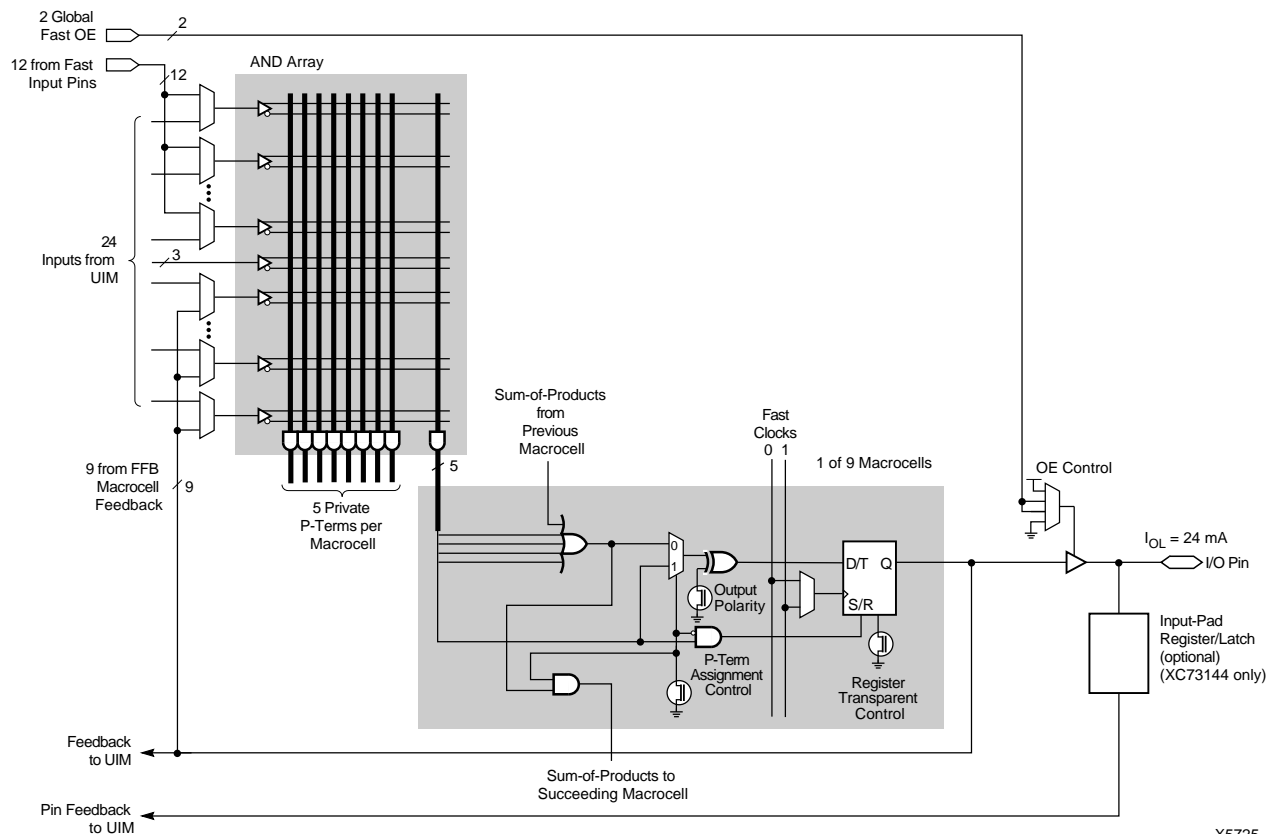 2 Global
Fast OE
2
12 from Fast
Input Pins
12
AND Array
24
Inputs from
UIM
3
9 from FFB
Macrocell
Feedback
9
5 Private
P-Terms per
Macrocell
5
Sum-of-Products
from
Previous
Macrocell
Fast
Clocks
0 1
1 of 9 Macrocells
OE Control
0
1
Output
Polarity
D/T Q
S/R
P-Term
Assignment
Control
Register
Transparent
Control
IOL = 24 mA
I/O Pin
Input-Pad
Register/Latch
(optional)
(XC73144 only)
Feedback
to UIM
Sum-of-Products to
Succeeding Macrocell
Pin Feedback
to UIM